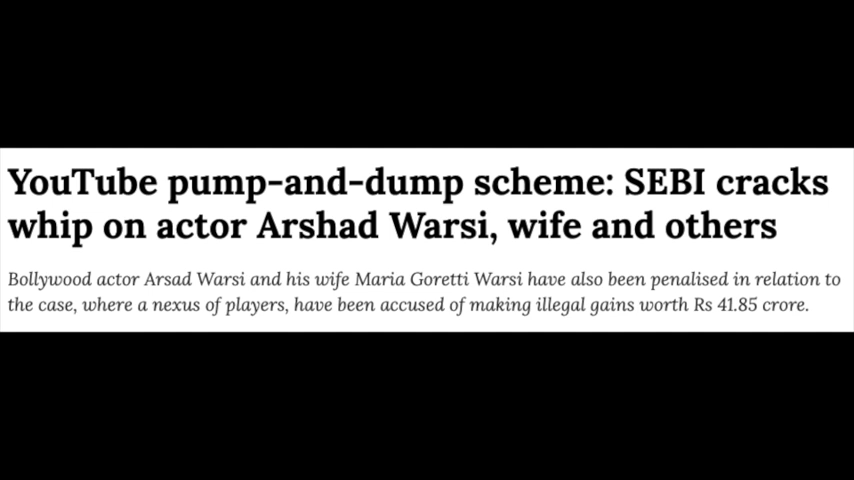 YouTube pump-and-dump scheme: SEBI cracks
whip on actor Arshad Warsi, wife and others
Bollywood actor Arsad Warsi and his wife Maria Goretti Warsi have also been penalised in relation to
the case, where a nexus of players, have been accused of making illegal gains worth Rs 41.85 crore.